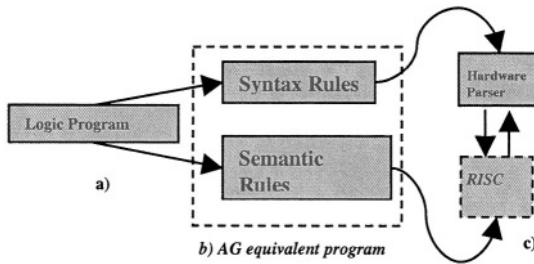 Syntax Rules
Hardware
Parser
Logic Program
Semantic
Rules
RISC
a)
b) AG equivalent program
c)